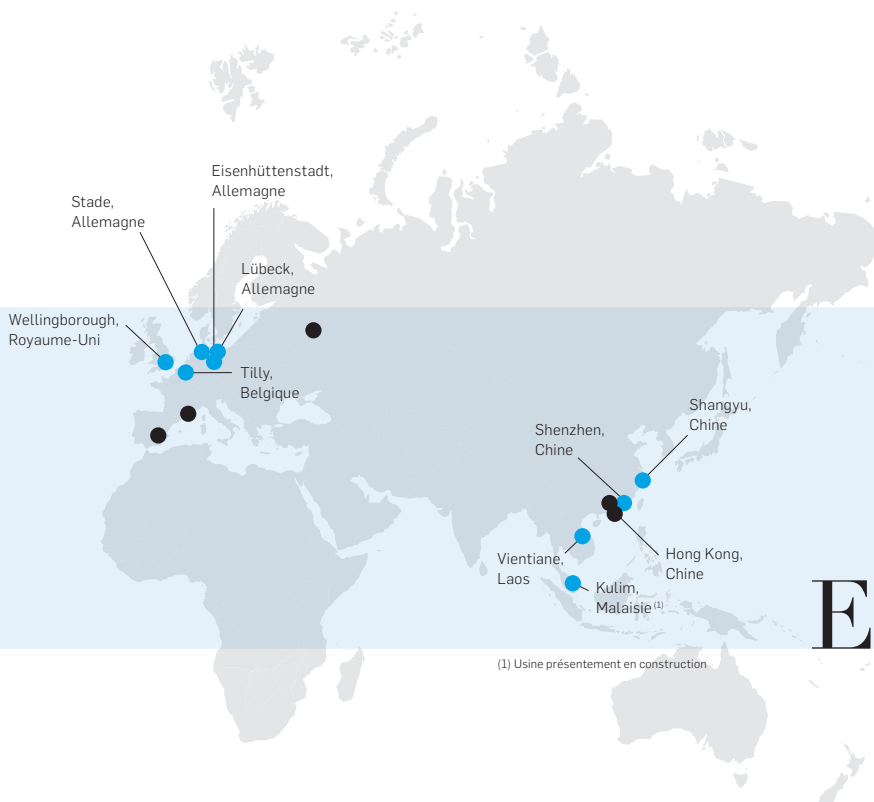 Eisenhüttenstadt,
Allemagne
Stade,
Allemagne
Lübeck,
Allemagne
Wellingborough,
Royaume-Uni
Tilly,
Belgique
Shangyu,
Chine
Shenzhen,
Chine
Hong Kong,
Chine
Vientiane,
Laos
Kulim,
Malaisie (1)
E
(1) Usine présentement en construction